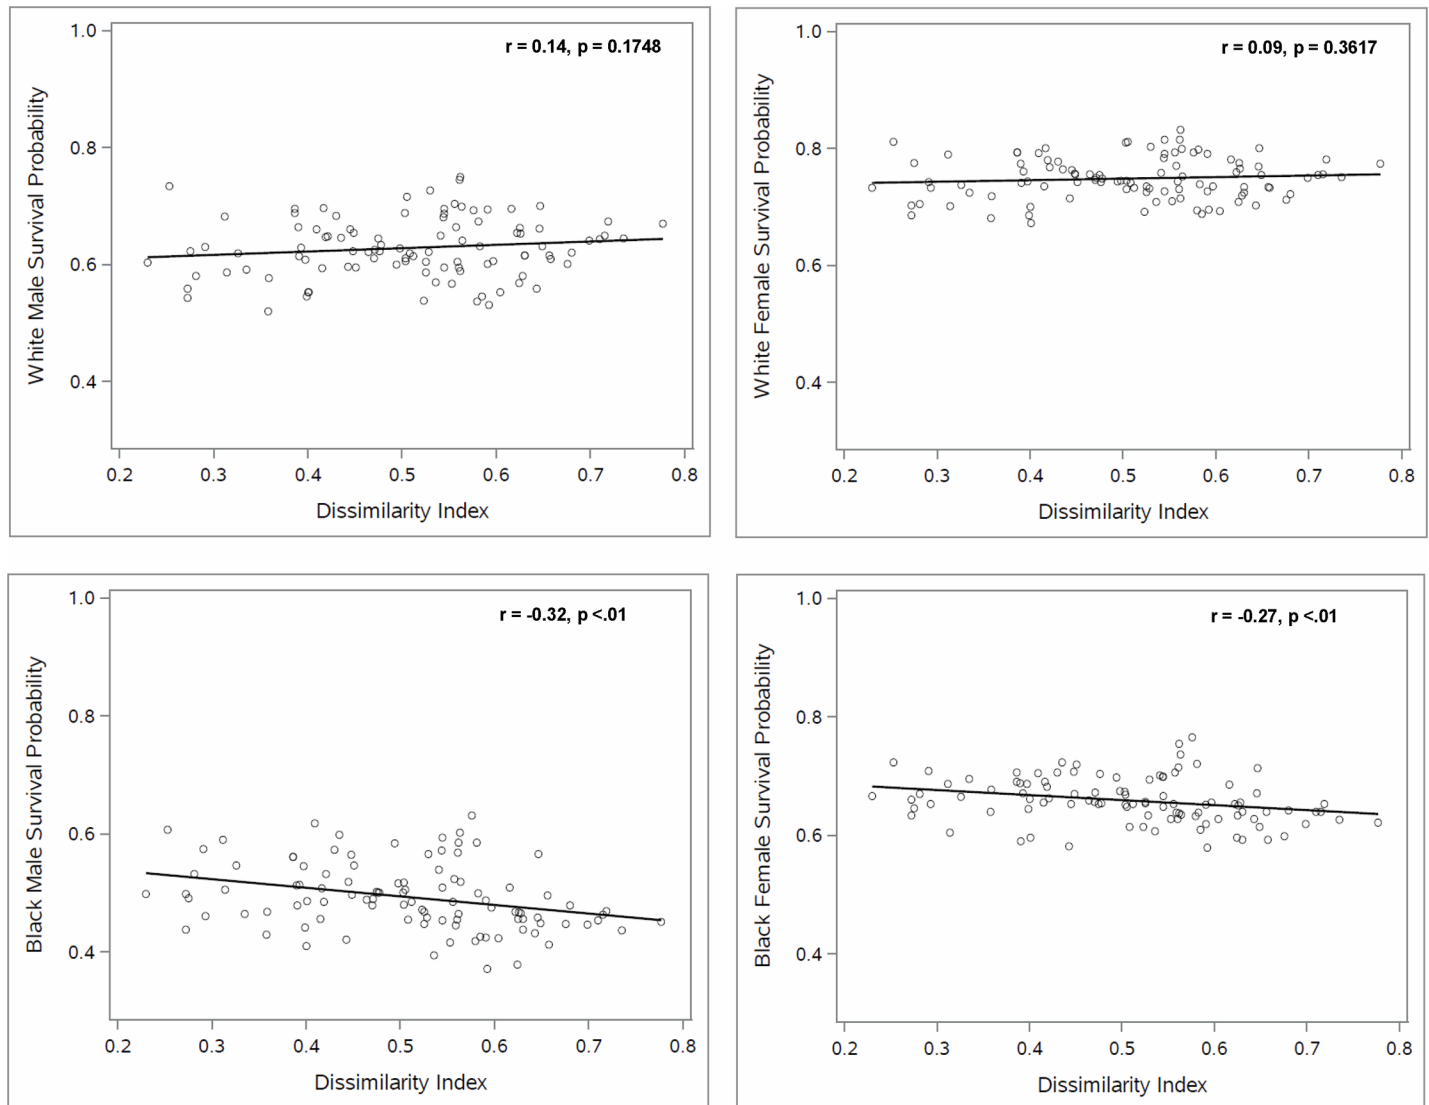 r = 0.14, p = 0.1748
White Male Survival Probability
1.0
0.8
0.6
0.4
0.2 0.3 0.4 0.5 0.6 0.7 0.8
Dissimilarity Index
r = 0.09, p = 0.3617
White Female Survival Probability
1.0
0.8
0.6
0.4
0.2 0.3 0.4 0.5 0.6 0.7 0.8
Dissimilarity Index
r = -0.32, p <.01
Black Male Survival Probability
1.0
0.8
0.6
0.4
0.2 0.3 0.4 0.5 0.6 0.7 0.8
Dissimilarity Index
r = -0.27, p <.01
Black Female Survival Probability
1.0
0.8
0.6
0.4
0.2 0.3 0.4 0.5 0.6 0.7 0.8
Dissimilarity Index